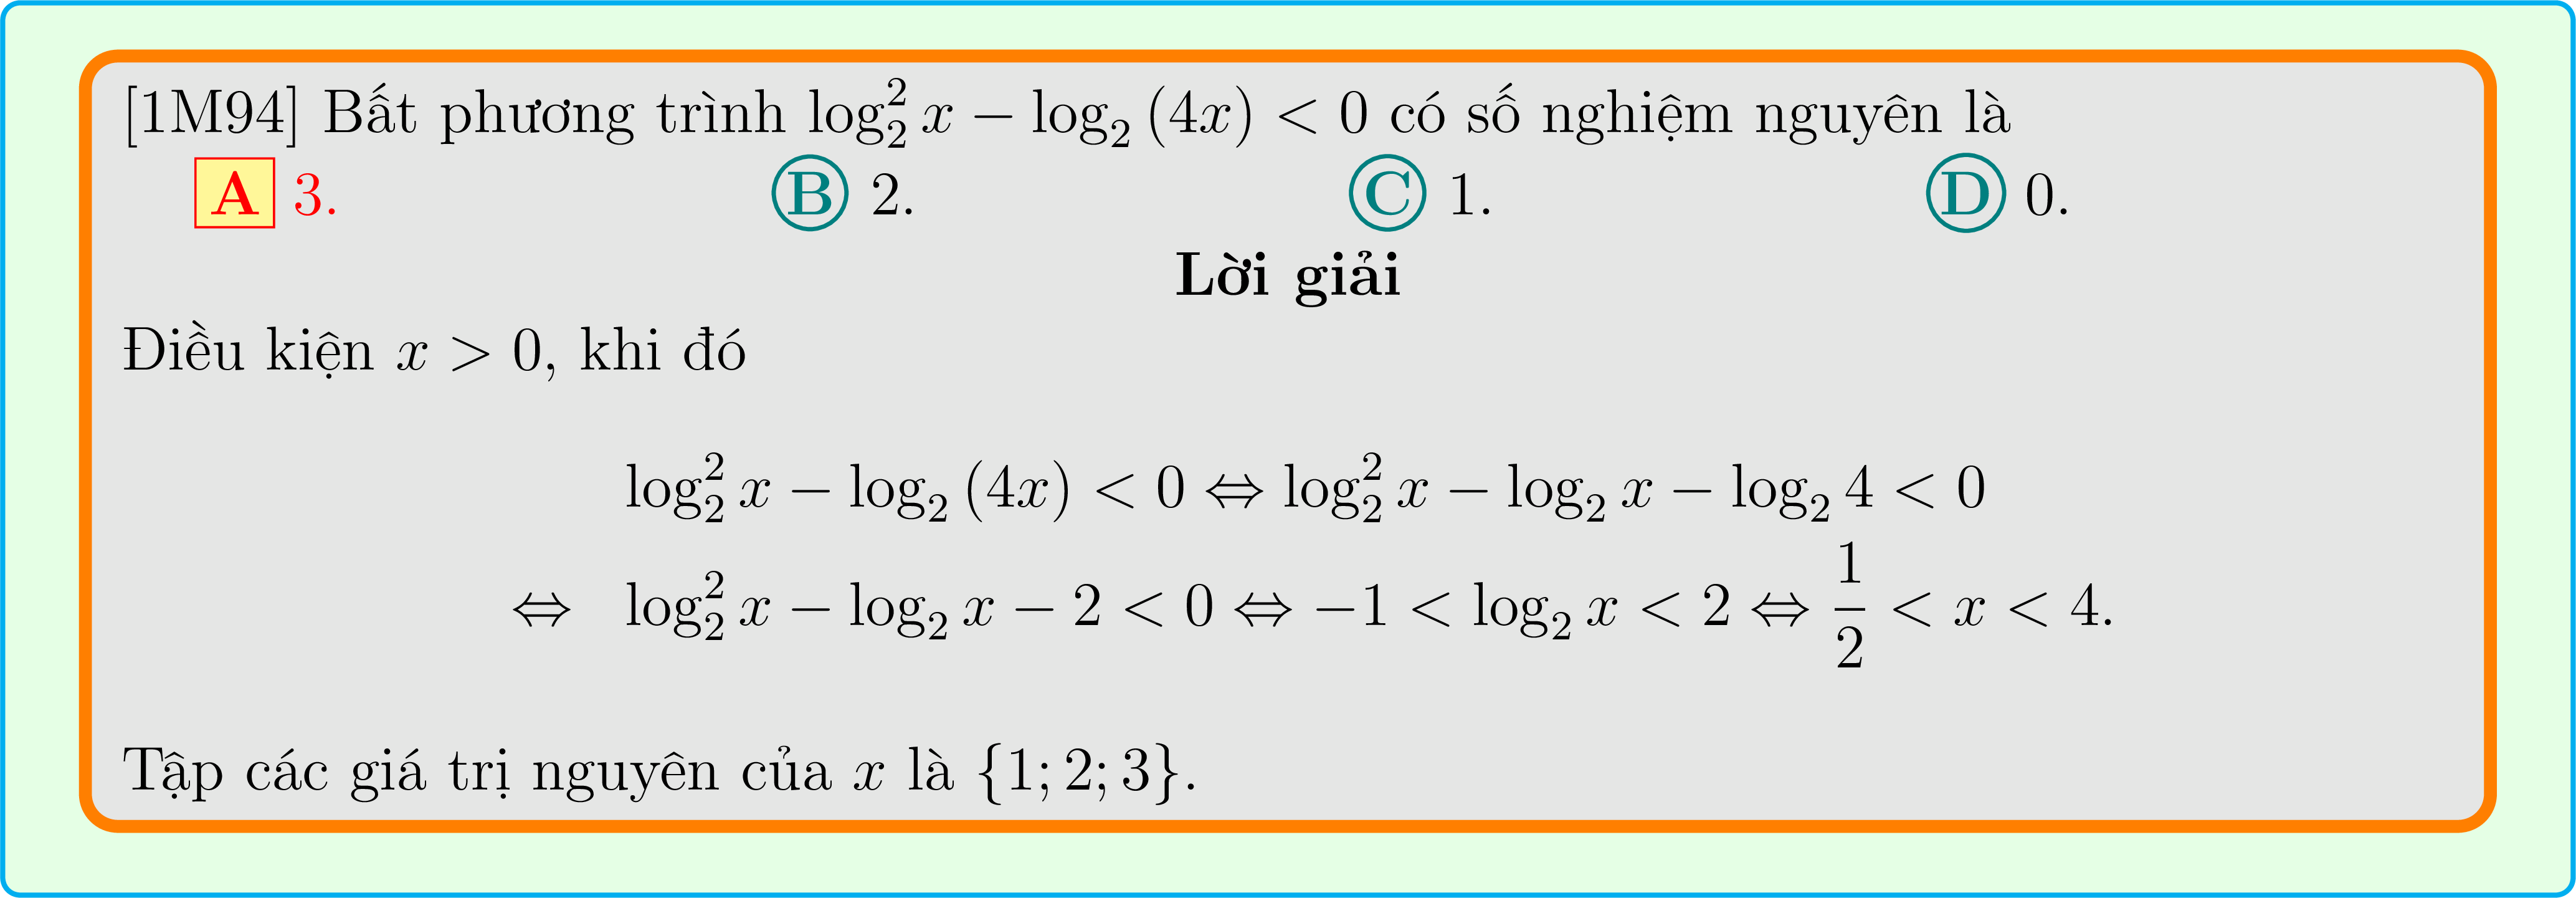 [1M94] Bất phương trình $\log_2^2 x - \log_2 (4x) < 0$ có số nghiệm nguyên là
A 3. B 2. C 1. D 0.
Lời giải
Điều kiện $x > 0$, khi đó
$\log_2^2 x - \log_2 (4x) < 0 \Leftrightarrow \log_2^2 x - \log_2 x - \log_2 4 < 0$
$\Leftrightarrow \log_2^2 x - \log_2 x - 2 < 0 \Leftrightarrow -1 < \log_2 x < 2 \Leftrightarrow \dfrac{1}{2} < x < 4.$
Tập các giá trị nguyên của $x$ là $\{1; 2; 3\}$.